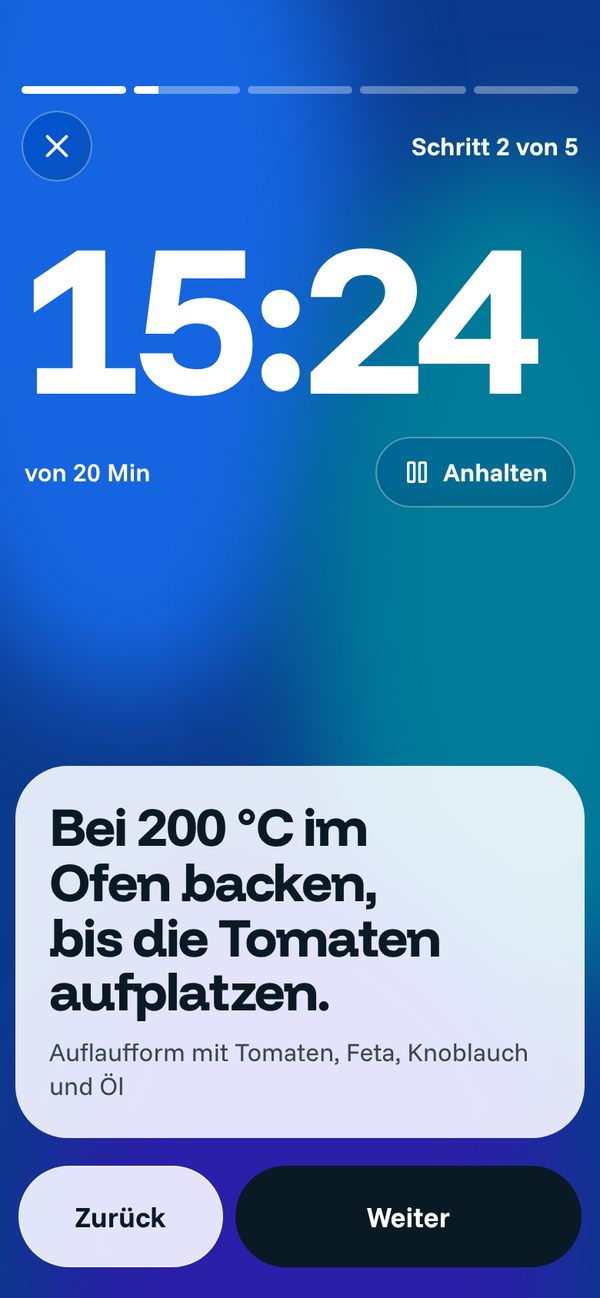 Schritt 2 von 5
15:24
von 20 Min
Anhalten
Bei 200 °C im
Ofen backen,
bis die Tomaten
aufplatzen.
Auflaufform mit Tomaten, Feta, Knoblauch
und Öl
Zurück
Weiter